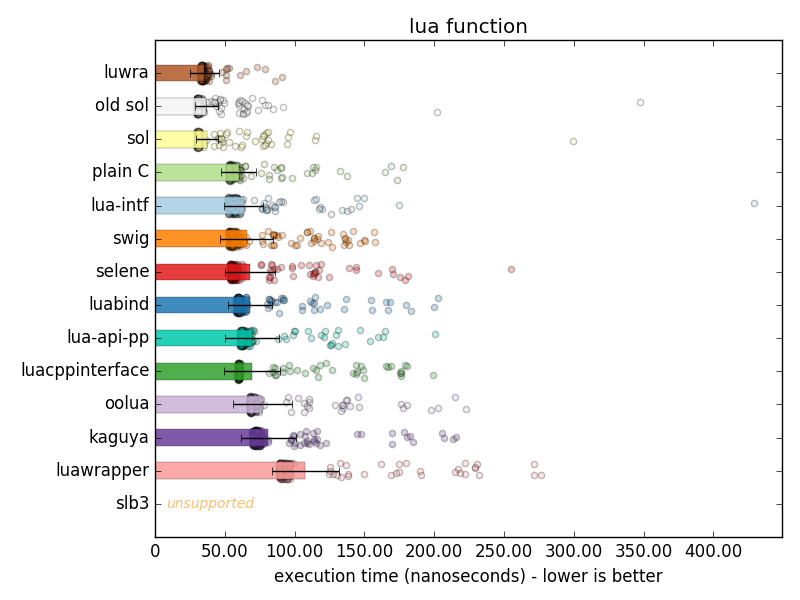 lua function
luwra
old sol
sol
plain C
lua-intf
swig
selene
luabind
lua-api-pp
luacppinterface
oolua
kaguya
luawrapper
slb3 unsupported
0 50.00 100.00 150.00 200.00 250.00 300.00 350.00 400.00
execution time (nanoseconds) - lower is better